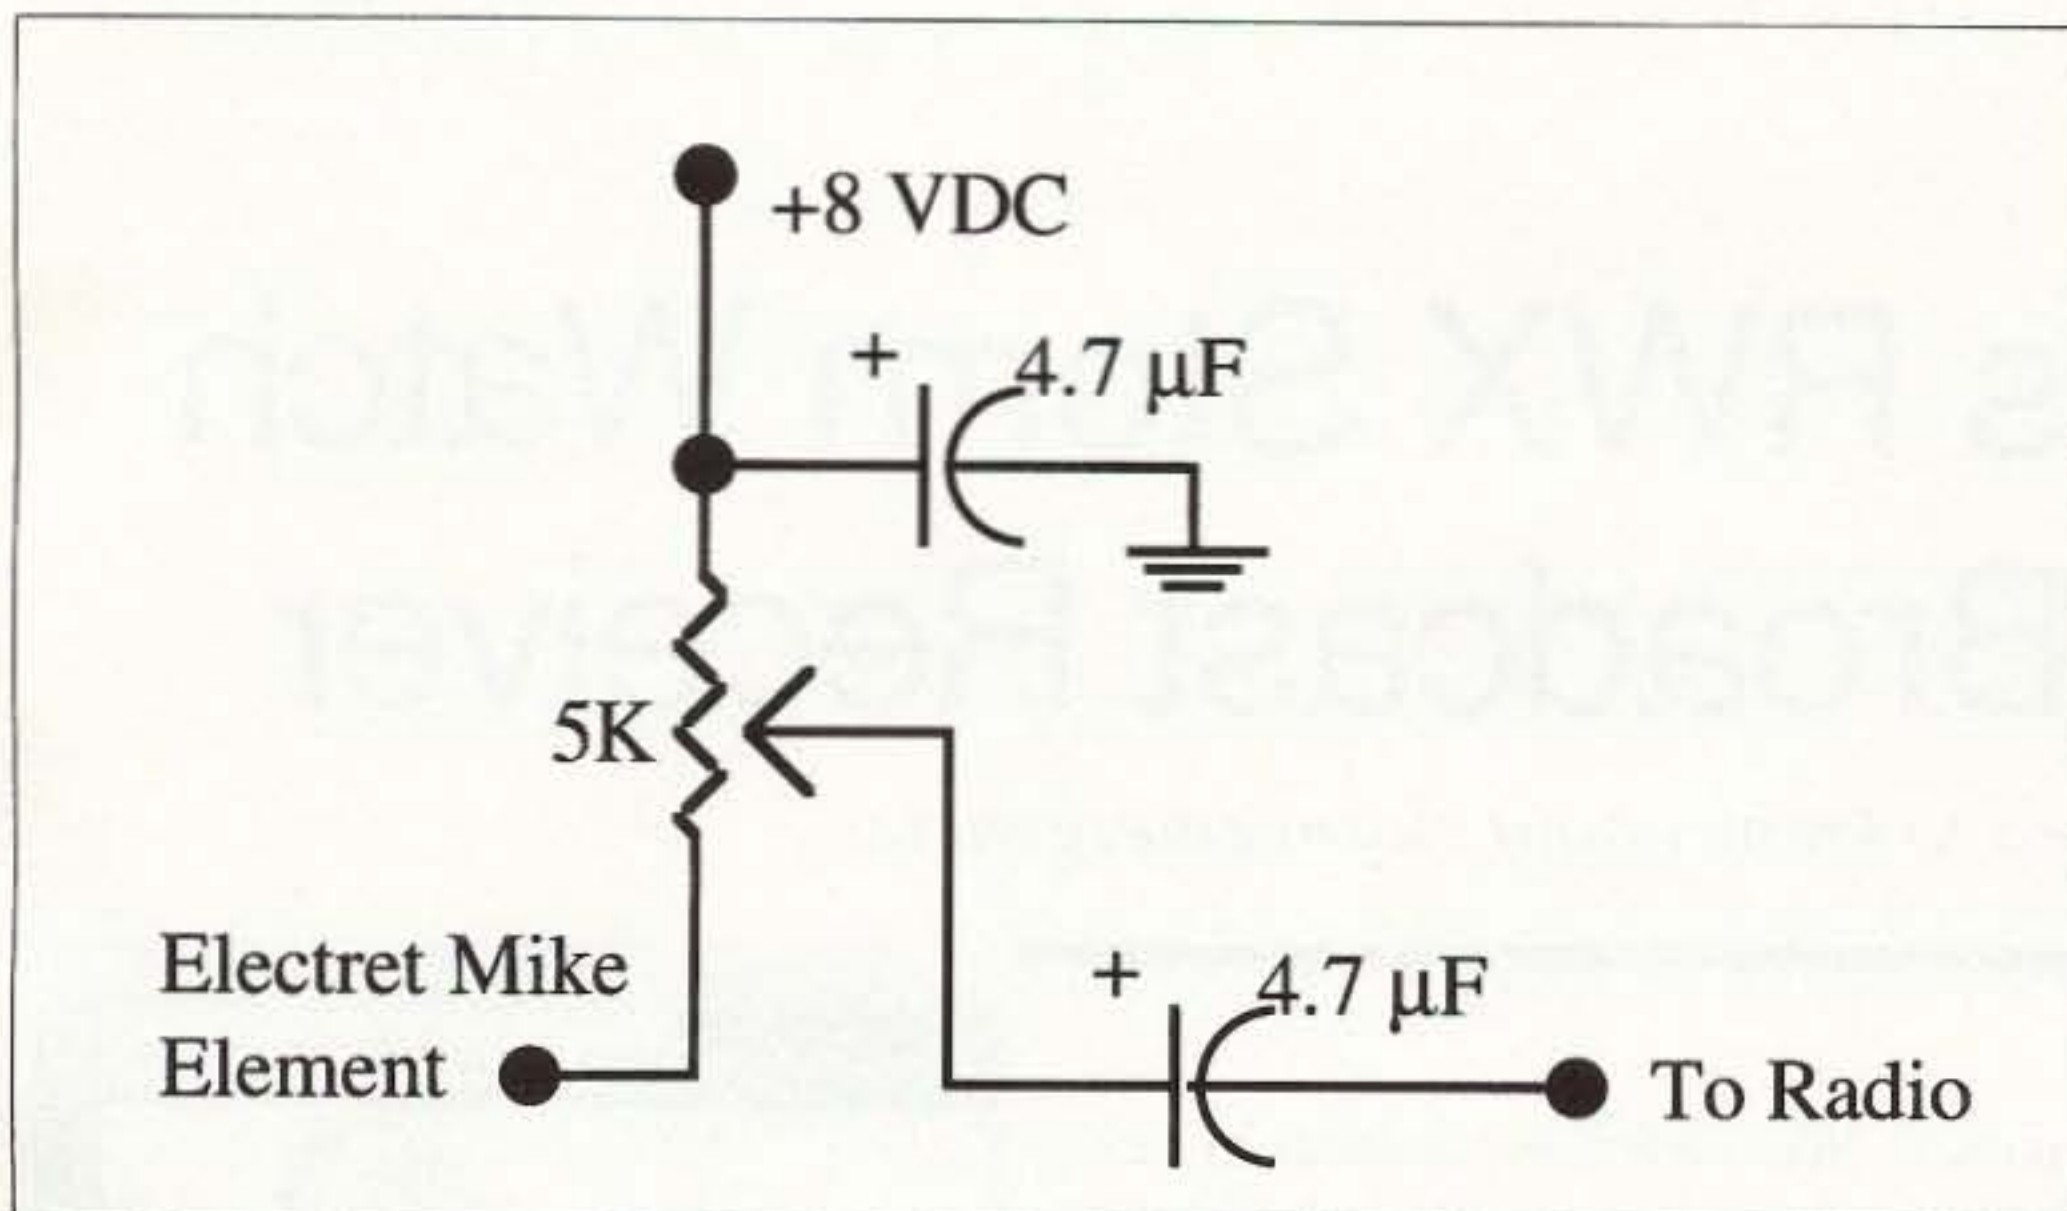 +8 VDC
+
4.7 µF
5K
Electret Mike
Element
+
4.7 µF
To Radio